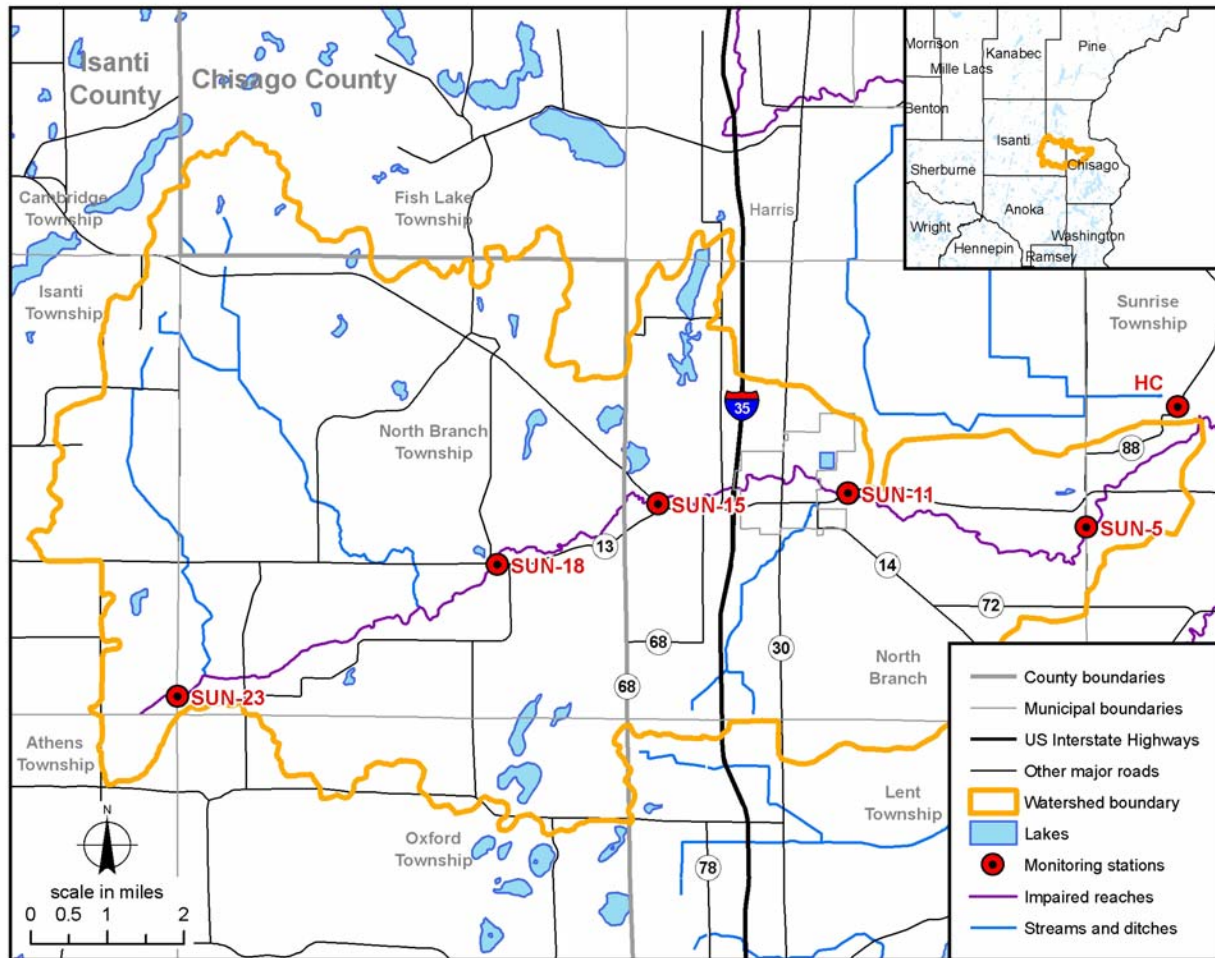 Isanti
County
Chisago County
Cambridge
Township
Fish Lake
Township
Harris
Isanti
Township
Sunrise
Township
35
HC
88
North Branch
Township
SUN-15
SUN-11
SUN-5
13
SUN-18
14
72
68
30
North
Branch
SUN-23
68
Athens
Township
Lent
Township
Oxford
Township
78
N
scale in miles
0 0.5 1 2
Morrison
Kanabec
Pine
Mille Lacs
Benton
Isanti
Sherburne
Chisago
Anoka
Wright
Washington
Hennepin
Ramsey
County boundaries
Municipal boundaries
US Interstate Highways
Other major roads
Watershed boundary
Lakes
Monitoring stations
Impaired reaches
Streams and ditches